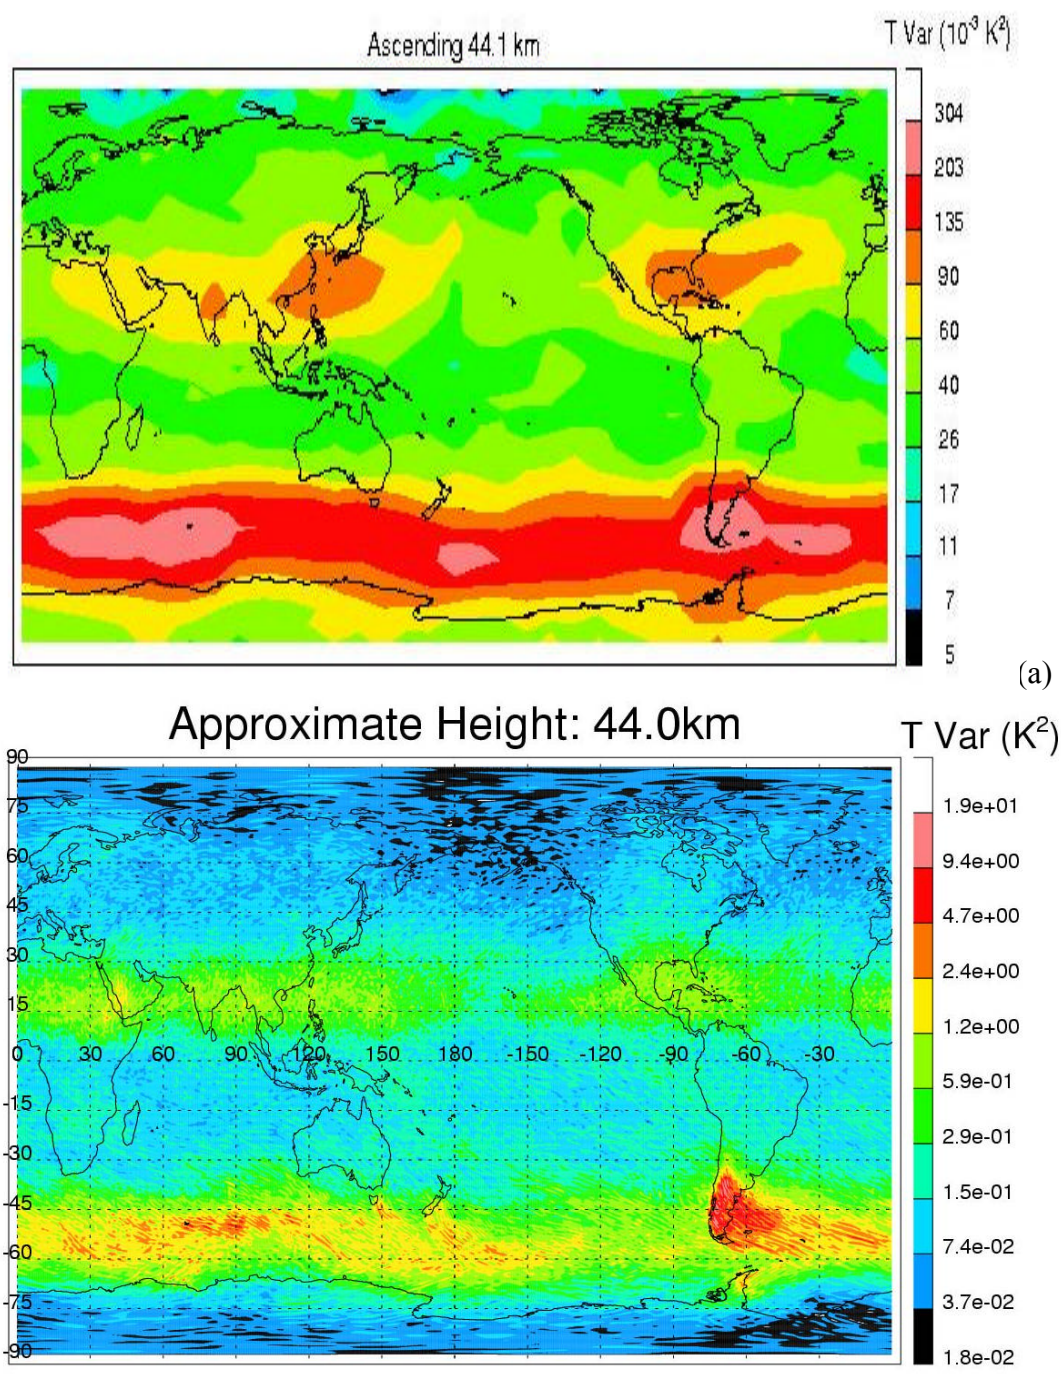 Ascending 44.1 km
T Var (10⁻³ K²)
304
203
135
90
60
40
26
17
11
7
5
(a)
Approximate Height: 44.0km
T Var (K²)
90
75
60
45
30
15
0 30 60 90 120 150 180 -150 -120 -90 -60 -30
-15
-30
-45
-60
-75
-90
1.9e+01
9.4e+00
4.7e+00
2.4e+00
1.2e+00
5.9e-01
2.9e-01
1.5e-01
7.4e-02
3.7e-02
1.8e-02